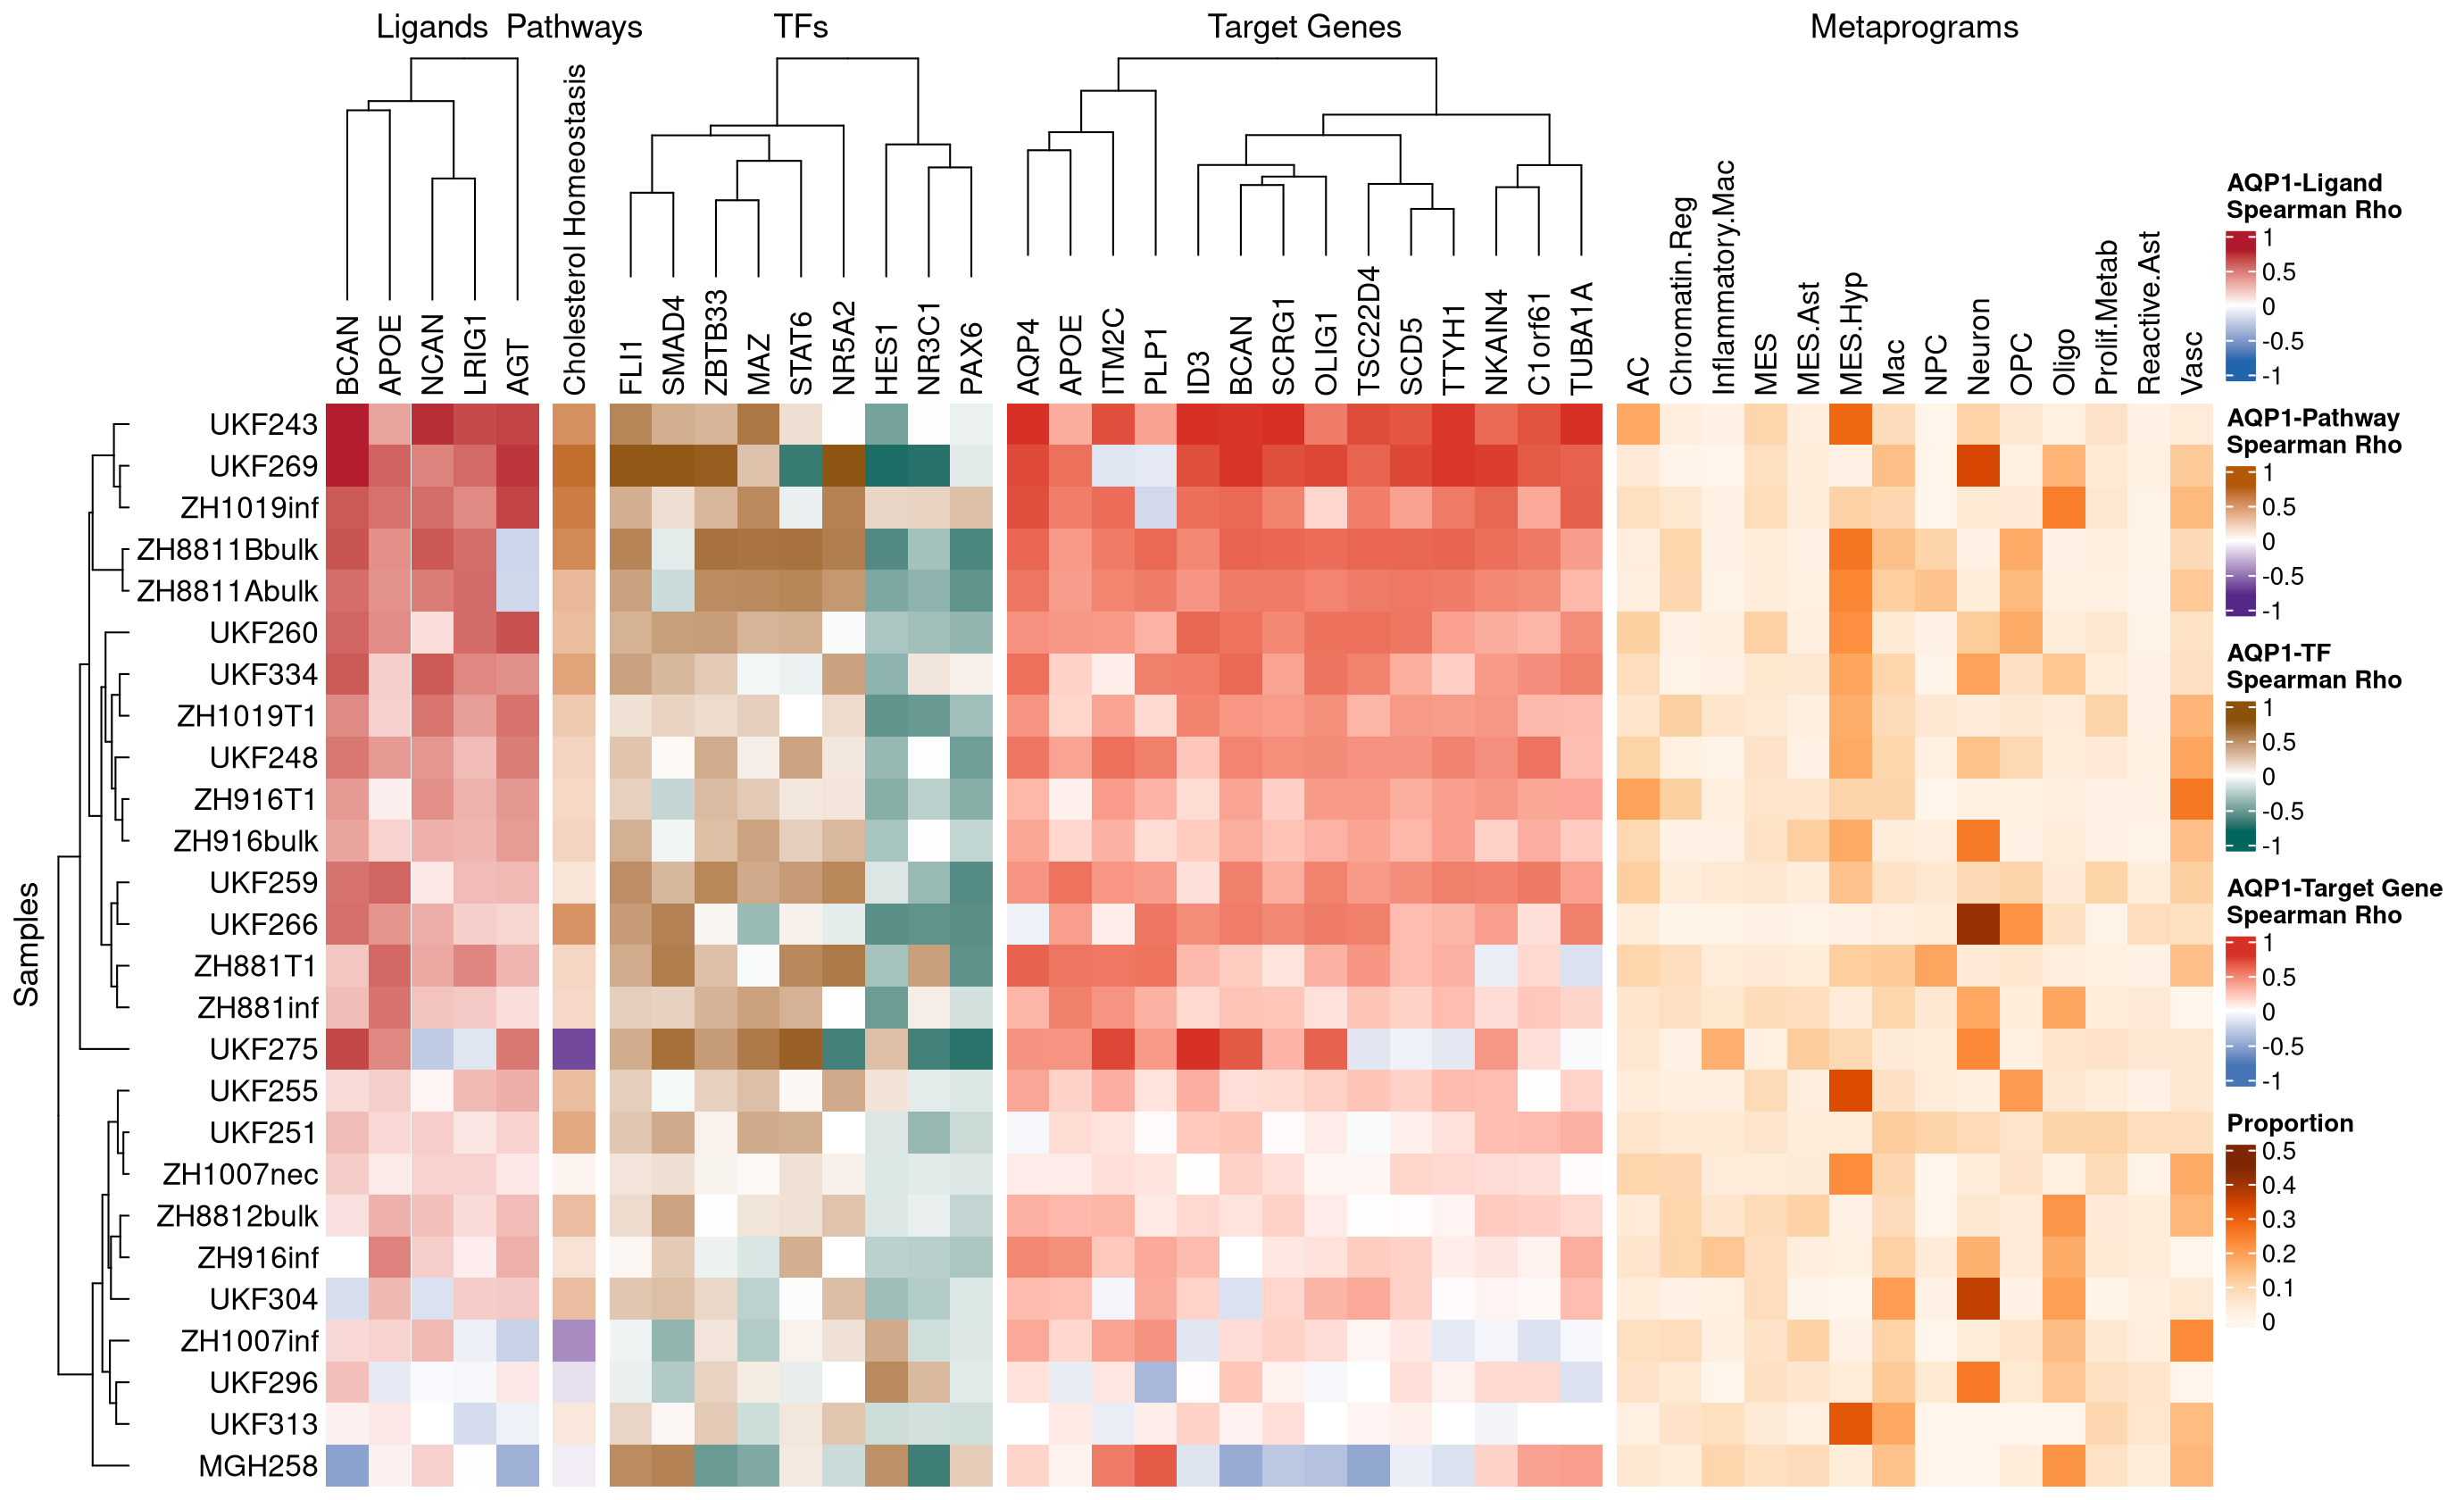 Ligands Pathways TFs Target Genes Metaprograms
BCAN APOE NCAN LRIG1 AGT
Cholesterol Homeostasis
FLI1 SMAD4 ZBTB33 MAZ STAT6 NR5A2 HES1 NR3C1 PAX6
AQP4 APOE ITM2C PLP1 ID3 BCAN SCRG1 OLIG1 TSC22D4 SCD5 TTYH1 NKAIN4 C1orf61 TUBA1A
AC Chromatin.Reg Inflammatory.Mac MES MES.Ast MES.Hyp Mac NPC Neuron OPC Oligo Prolif.Metab Reactive.Ast Vasc
Samples
UKF243
UKF269
ZH1019inf
ZH8811Bbulk
ZH8811Abulk
UKF260
UKF334
ZH1019T1
UKF248
ZH916T1
ZH916bulk
UKF259
UKF266
ZH881T1
ZH881inf
UKF275
UKF255
UKF251
ZH1007nec
ZH8812bulk
ZH916inf
UKF304
ZH1007inf
UKF296
UKF313
MGH258
AQP1-Ligand
Spearman Rho
1
0.5
0
-0.5
-1
AQP1-Pathway
Spearman Rho
1
0.5
0
-0.5
-1
AQP1-TF
Spearman Rho
1
0.5
0
-0.5
-1
AQP1-Target Gene
Spearman Rho
1
0.5
0
-0.5
-1
Proportion
0.5
0.4
0.3
0.2
0.1
0